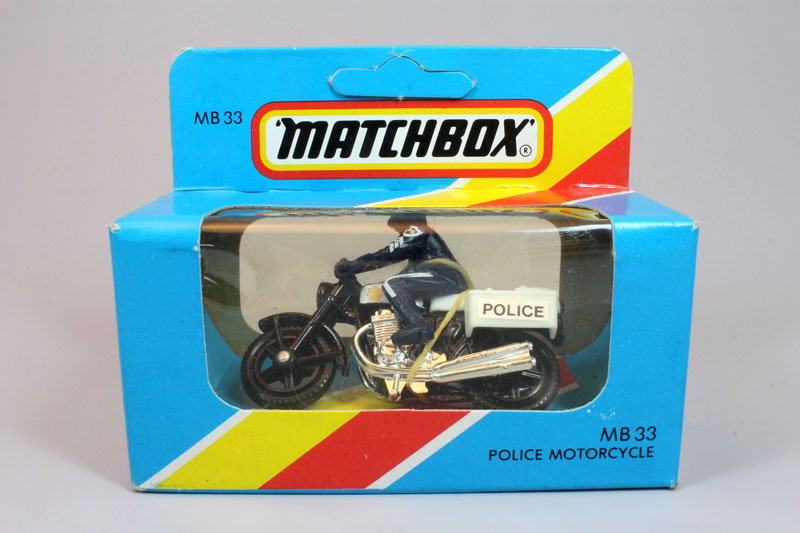 MB 33
'MATCHBOX'®
POLICE
MB 33
POLICE MOTORCYCLE